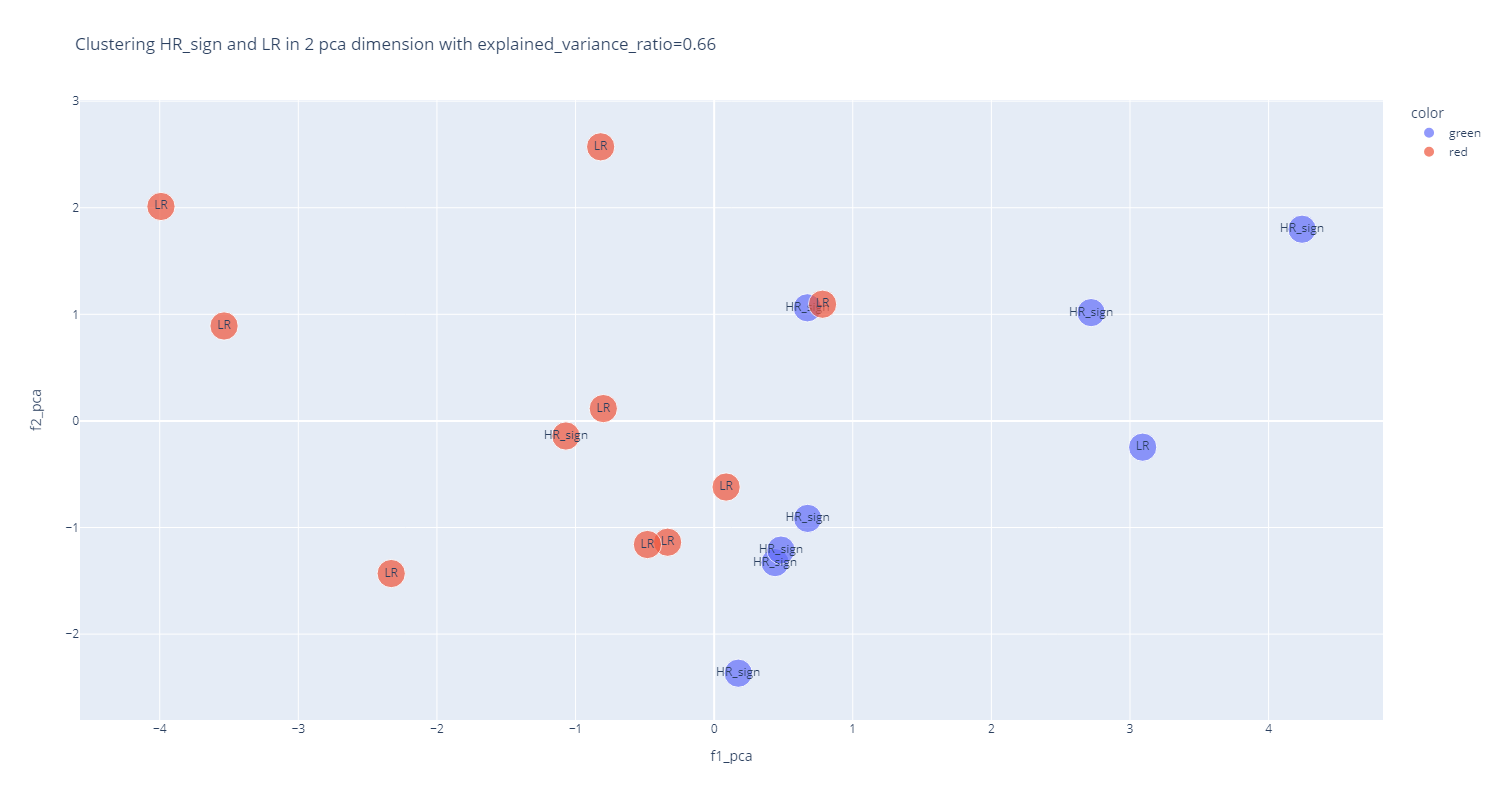 Clustering HR_sign and LR in 2 pca dimension with explained_variance_ratio=0.66
color
green
red
3
2
1
0
−1
−2
f2_pca
LR
LR
HR_sign
HR_sign
LR
HR_sign
LR
LR
HR_sign
LR
LR
HR_sign
LR
LR
HR_sign
HR_sign
LR
HR_sign
−4
−3
−2
−1
0
1
2
3
4
f1_pca